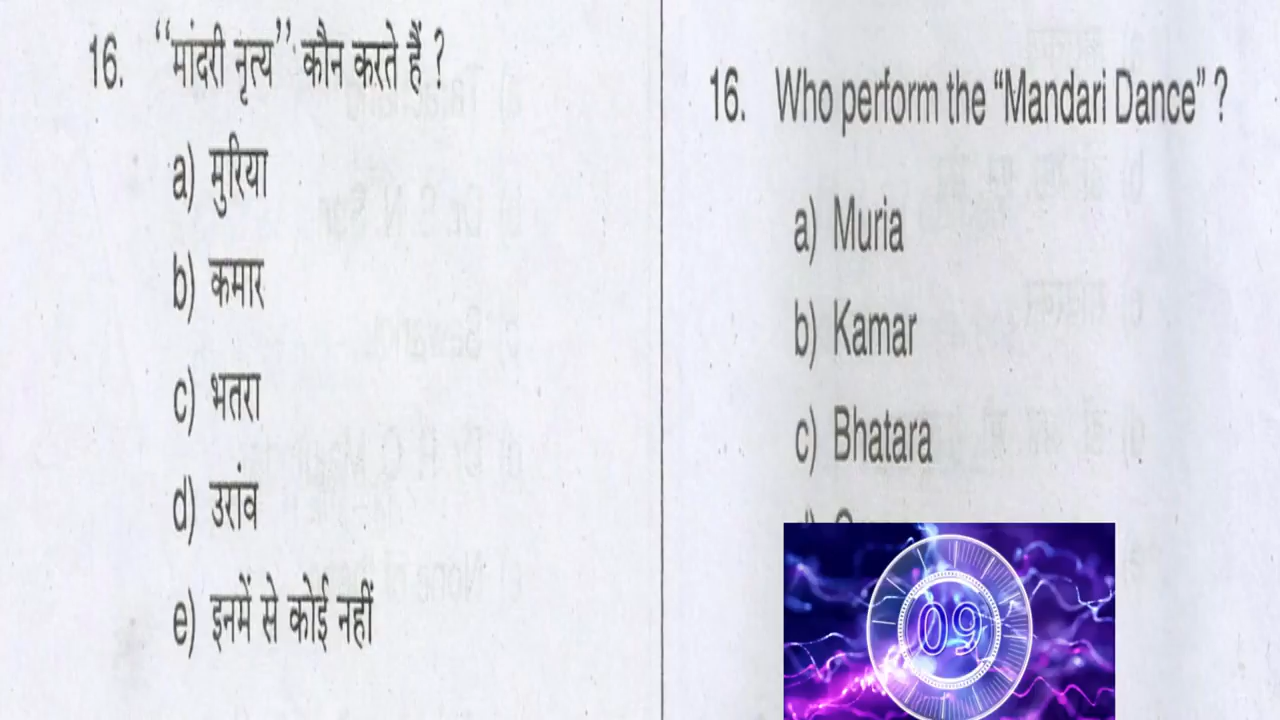 16. “मांदरी नृत्य” कौन करते हैं ?
a) मुरिया
b) कमार
c) भतरा
d) उरांव
e) इनमें से कोई नहीं
16. Who perform the “Mandari Dance” ?
a) Muria
b) Kamar
c) Bhatara
09